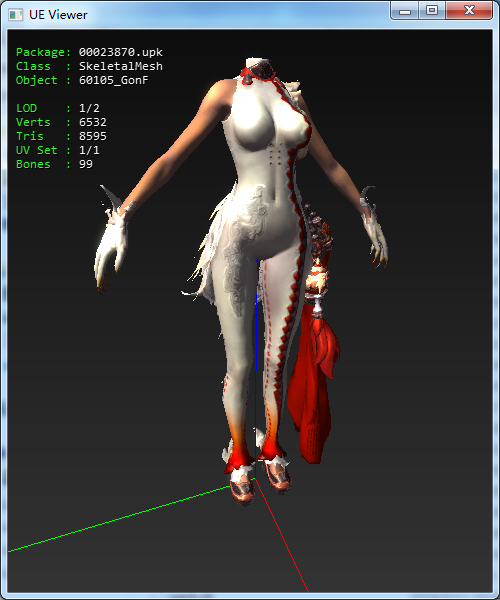 UE Viewer
Package: 00023870.upk
Class : SkeletalMesh
Object : 60105_GonF
LOD : 1/2
Verts : 6532
Tris : 8595
UV Set : 1/1
Bones : 99